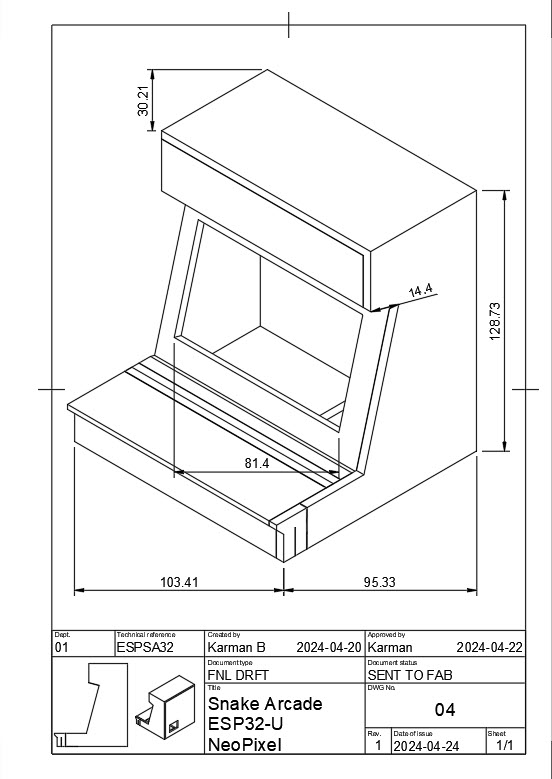 30.21
14.4
128.73
81.4
103.41
95.33
Dept.
01
Technical reference
ESPSA32
Created by
Karman B 2024-04-20
Approved by
Karman 2024-04-22
Document type
FNL DRFT
Document status
SENT TO FAB
Title
Snake Arcade
ESP32-U
NeoPixel
DWG No.
04
Rev.
1
Date of issue
2024-04-24
Sheet
1/1